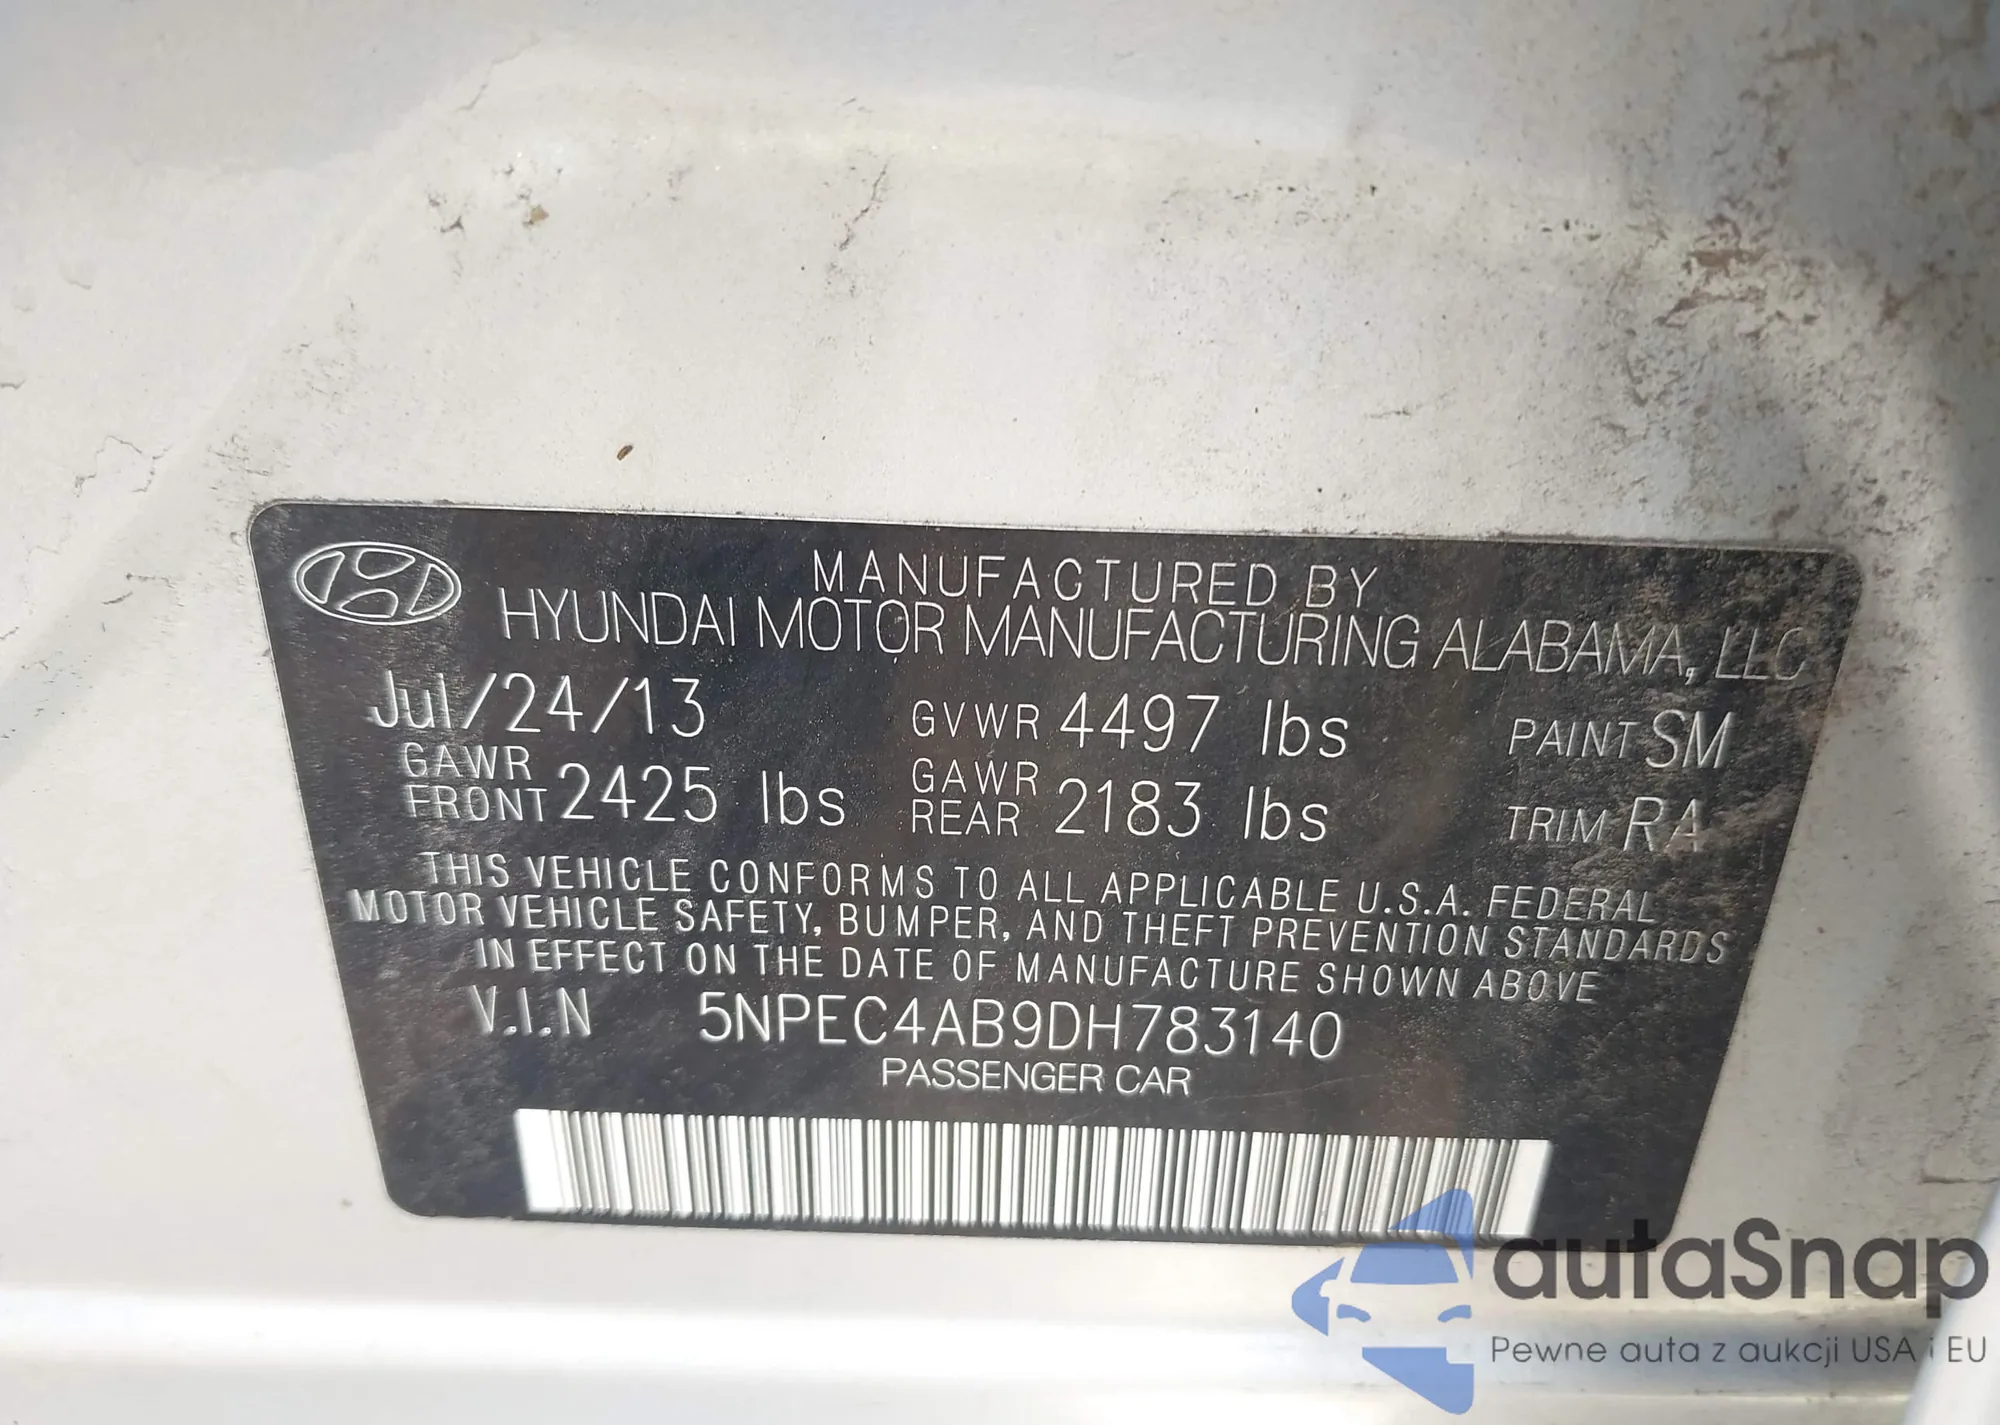 MANUFACTURED BY
HYUNDAI MOTOR MANUFACTURING ALABAMA, LLC
Jul/24/13 GVWR 4497 lbs PAINT SM
GAWR FRONT 2425 lbs GAWR REAR 2183 lbs TRIM RA
THIS VEHICLE CONFORMS TO ALL APPLICABLE U.S.A. FEDERAL
MOTOR VEHICLE SAFETY, BUMPER, AND THEFT PREVENTION STANDARDS
IN EFFECT ON THE DATE OF MANUFACTURE SHOWN ABOVE
V.I.N 5NPEC4AB9DH783140
PASSENGER CAR
autaSnap
Pewne auta z aukcji USA i EU